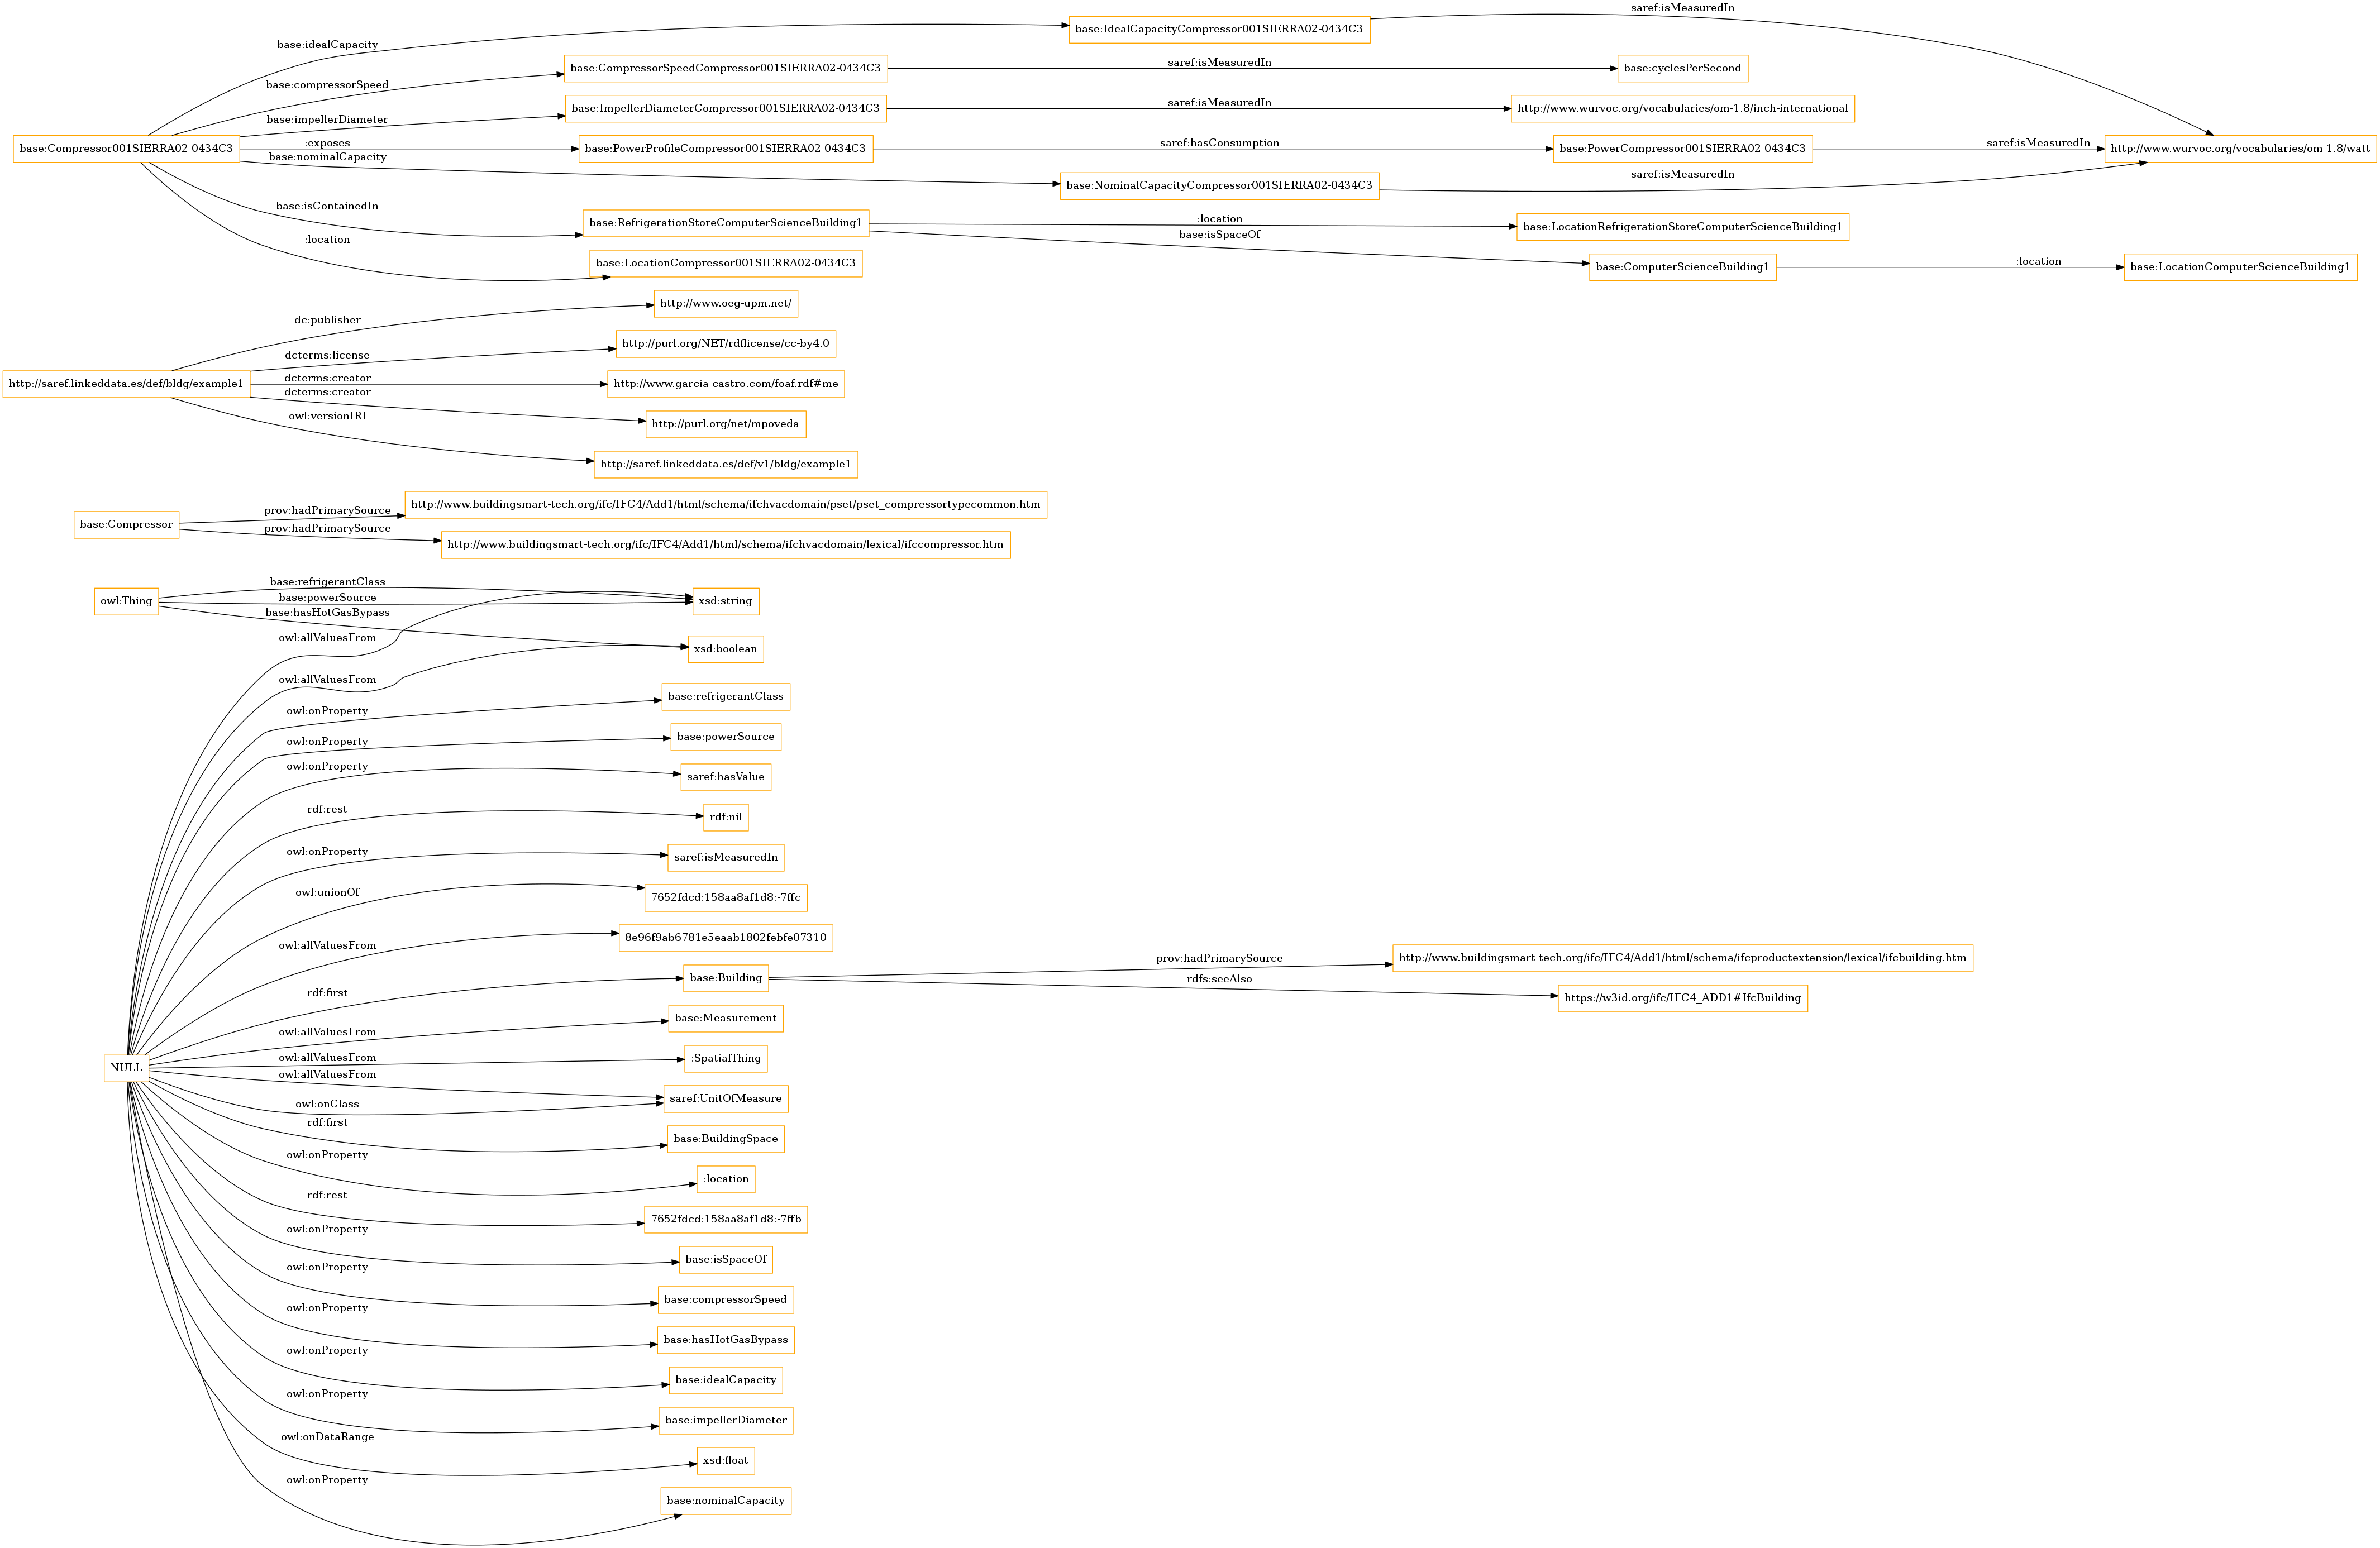 saref:isMeasuredIn
base:IdealCapacityCompressor001SIERRA02-0434C3
base:idealCapacity
saref:isMeasuredIn
base:CompressorSpeedCompressor001SIERRA02-0434C3
base:cyclesPerSecond
base:compressorSpeed
saref:isMeasuredIn
base:ImpellerDiameterCompressor001SIERRA02-0434C3
http://www.wurvoc.org/vocabularies/om-1.8/inch-international
base:impellerDiameter
base:Compressor001SIERRA02-0434C3
:exposes
base:PowerProfileCompressor001SIERRA02-0434C3
saref:hasConsumption
base:PowerCompressor001SIERRA02-0434C3
saref:isMeasuredIn
http://www.wurvoc.org/vocabularies/om-1.8/watt
base:nominalCapacity
base:NominalCapacityCompressor001SIERRA02-0434C3
saref:isMeasuredIn
base:isContainedIn
base:RefrigerationStoreComputerScienceBuilding1
:location
base:LocationRefrigerationStoreComputerScienceBuilding1
base:isSpaceOf
:location
base:LocationCompressor001SIERRA02-0434C3
base:ComputerScienceBuilding1
:location
base:LocationComputerScienceBuilding1
http://www.oeg-upm.net/
dc:publisher
http://purl.org/NET/rdflicense/cc-by4.0
dcterms:license
http://saref.linkeddata.es/def/bldg/example1
dcterms:creator
http://www.garcia-castro.com/foaf.rdf#me
dcterms:creator
http://purl.org/net/mpoveda
owl:versionIRI
http://saref.linkeddata.es/def/v1/bldg/example1
http://www.buildingsmart-tech.org/ifc/IFC4/Add1/html/schema/ifchvacdomain/pset/pset_compressortypecommon.htm
prov:hadPrimarySource
base:Compressor
prov:hadPrimarySource
http://www.buildingsmart-tech.org/ifc/IFC4/Add1/html/schema/ifchvacdomain/lexical/ifccompressor.htm
base:refrigerantClass
owl:Thing
base:powerSource
xsd:string
base:hasHotGasBypass
owl:allValuesFrom
xsd:boolean
owl:allValuesFrom
base:refrigerantClass
owl:onProperty
base:powerSource
owl:onProperty
owl:onProperty
saref:hasValue
rdf:rest
rdf:nil
owl:onProperty
saref:isMeasuredIn
owl:unionOf
7652fdcd:158aa8af1d8:-7ffc
owl:allValuesFrom
8e96f9ab6781e5eaab1802febfe07310
prov:hadPrimarySource
http://www.buildingsmart-tech.org/ifc/IFC4/Add1/html/schema/ifcproductextension/lexical/ifcbuilding.htm
rdf:first
base:Building
rdfs:seeAlso
https://w3id.org/ifc/IFC4_ADD1#IfcBuilding
owl:allValuesFrom
base:Measurement
NULL
owl:allValuesFrom
:SpatialThing
owl:allValuesFrom
saref:UnitOfMeasure
owl:onClass
rdf:first
base:BuildingSpace
owl:onProperty
:location
rdf:rest
7652fdcd:158aa8af1d8:-7ffb
owl:onProperty
base:isSpaceOf
owl:onProperty
base:compressorSpeed
owl:onProperty
base:hasHotGasBypass
owl:onProperty
base:idealCapacity
owl:onProperty
base:impellerDiameter
owl:onDataRange
xsd:float
owl:onProperty
base:nominalCapacity